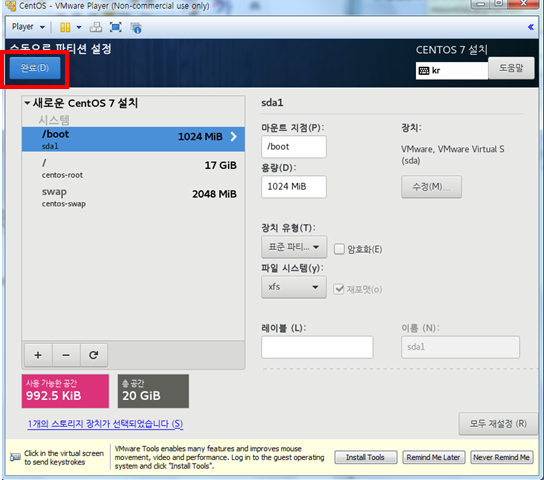 CentOS - VMware Player (Non-commercial use only)
Player
수동으로 파티션 설정
CENTOS 7 설치
완료(D)
kr
도움말
새로운 CentOS 7 설치
시스템
/boot
1024 MiB
sda1
/
17 GiB
centos-root
swap
2048 MiB
centos-swap
sda1
마운트 지점(P):
장치:
/boot
VMware, VMware Virtual S
(sda)
용량(D):
1024 MiB
수정(M)...
장치 유형(T):
표준 파티...
암호화(E)
파일 시스템(y):
xfs
재포맷(o)
레이블 (L):
이름 (N):
sda1
사용 가능한 공간
992.5 KiB
총 공간
20 GiB
1개의 스토리지 장치가 선택되었습니다 (S)
모두 재설정 (R)
Click in the virtual screen
to send keystrokes
VMware Tools enables many features and improves mouse
movement, video and performance. Log in to the guest operating
system and click "Install Tools".
Install Tools
Remind Me Later
Never Remind Me